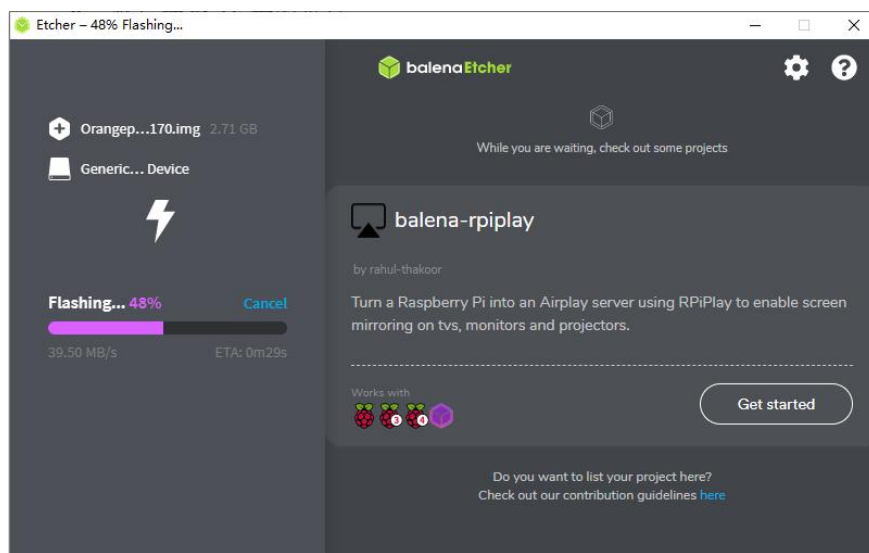 Etcher – 48% Flashing...
balenaEtcher
Orangep...170.img 2.71 GB
Generic... Device
Flashing... 48% Cancel
39.50 MB/s ETA: 0m29s
While you are waiting, check out some projects
balena-rpiplay
by rahul-thakoor
Turn a Raspberry Pi into an Airplay server using RPiPlay to enable screen
mirroring on tvs, monitors and projectors.
Works with
3 4
Get started
Do you want to list your project here?
Check out our contribution guidelines here